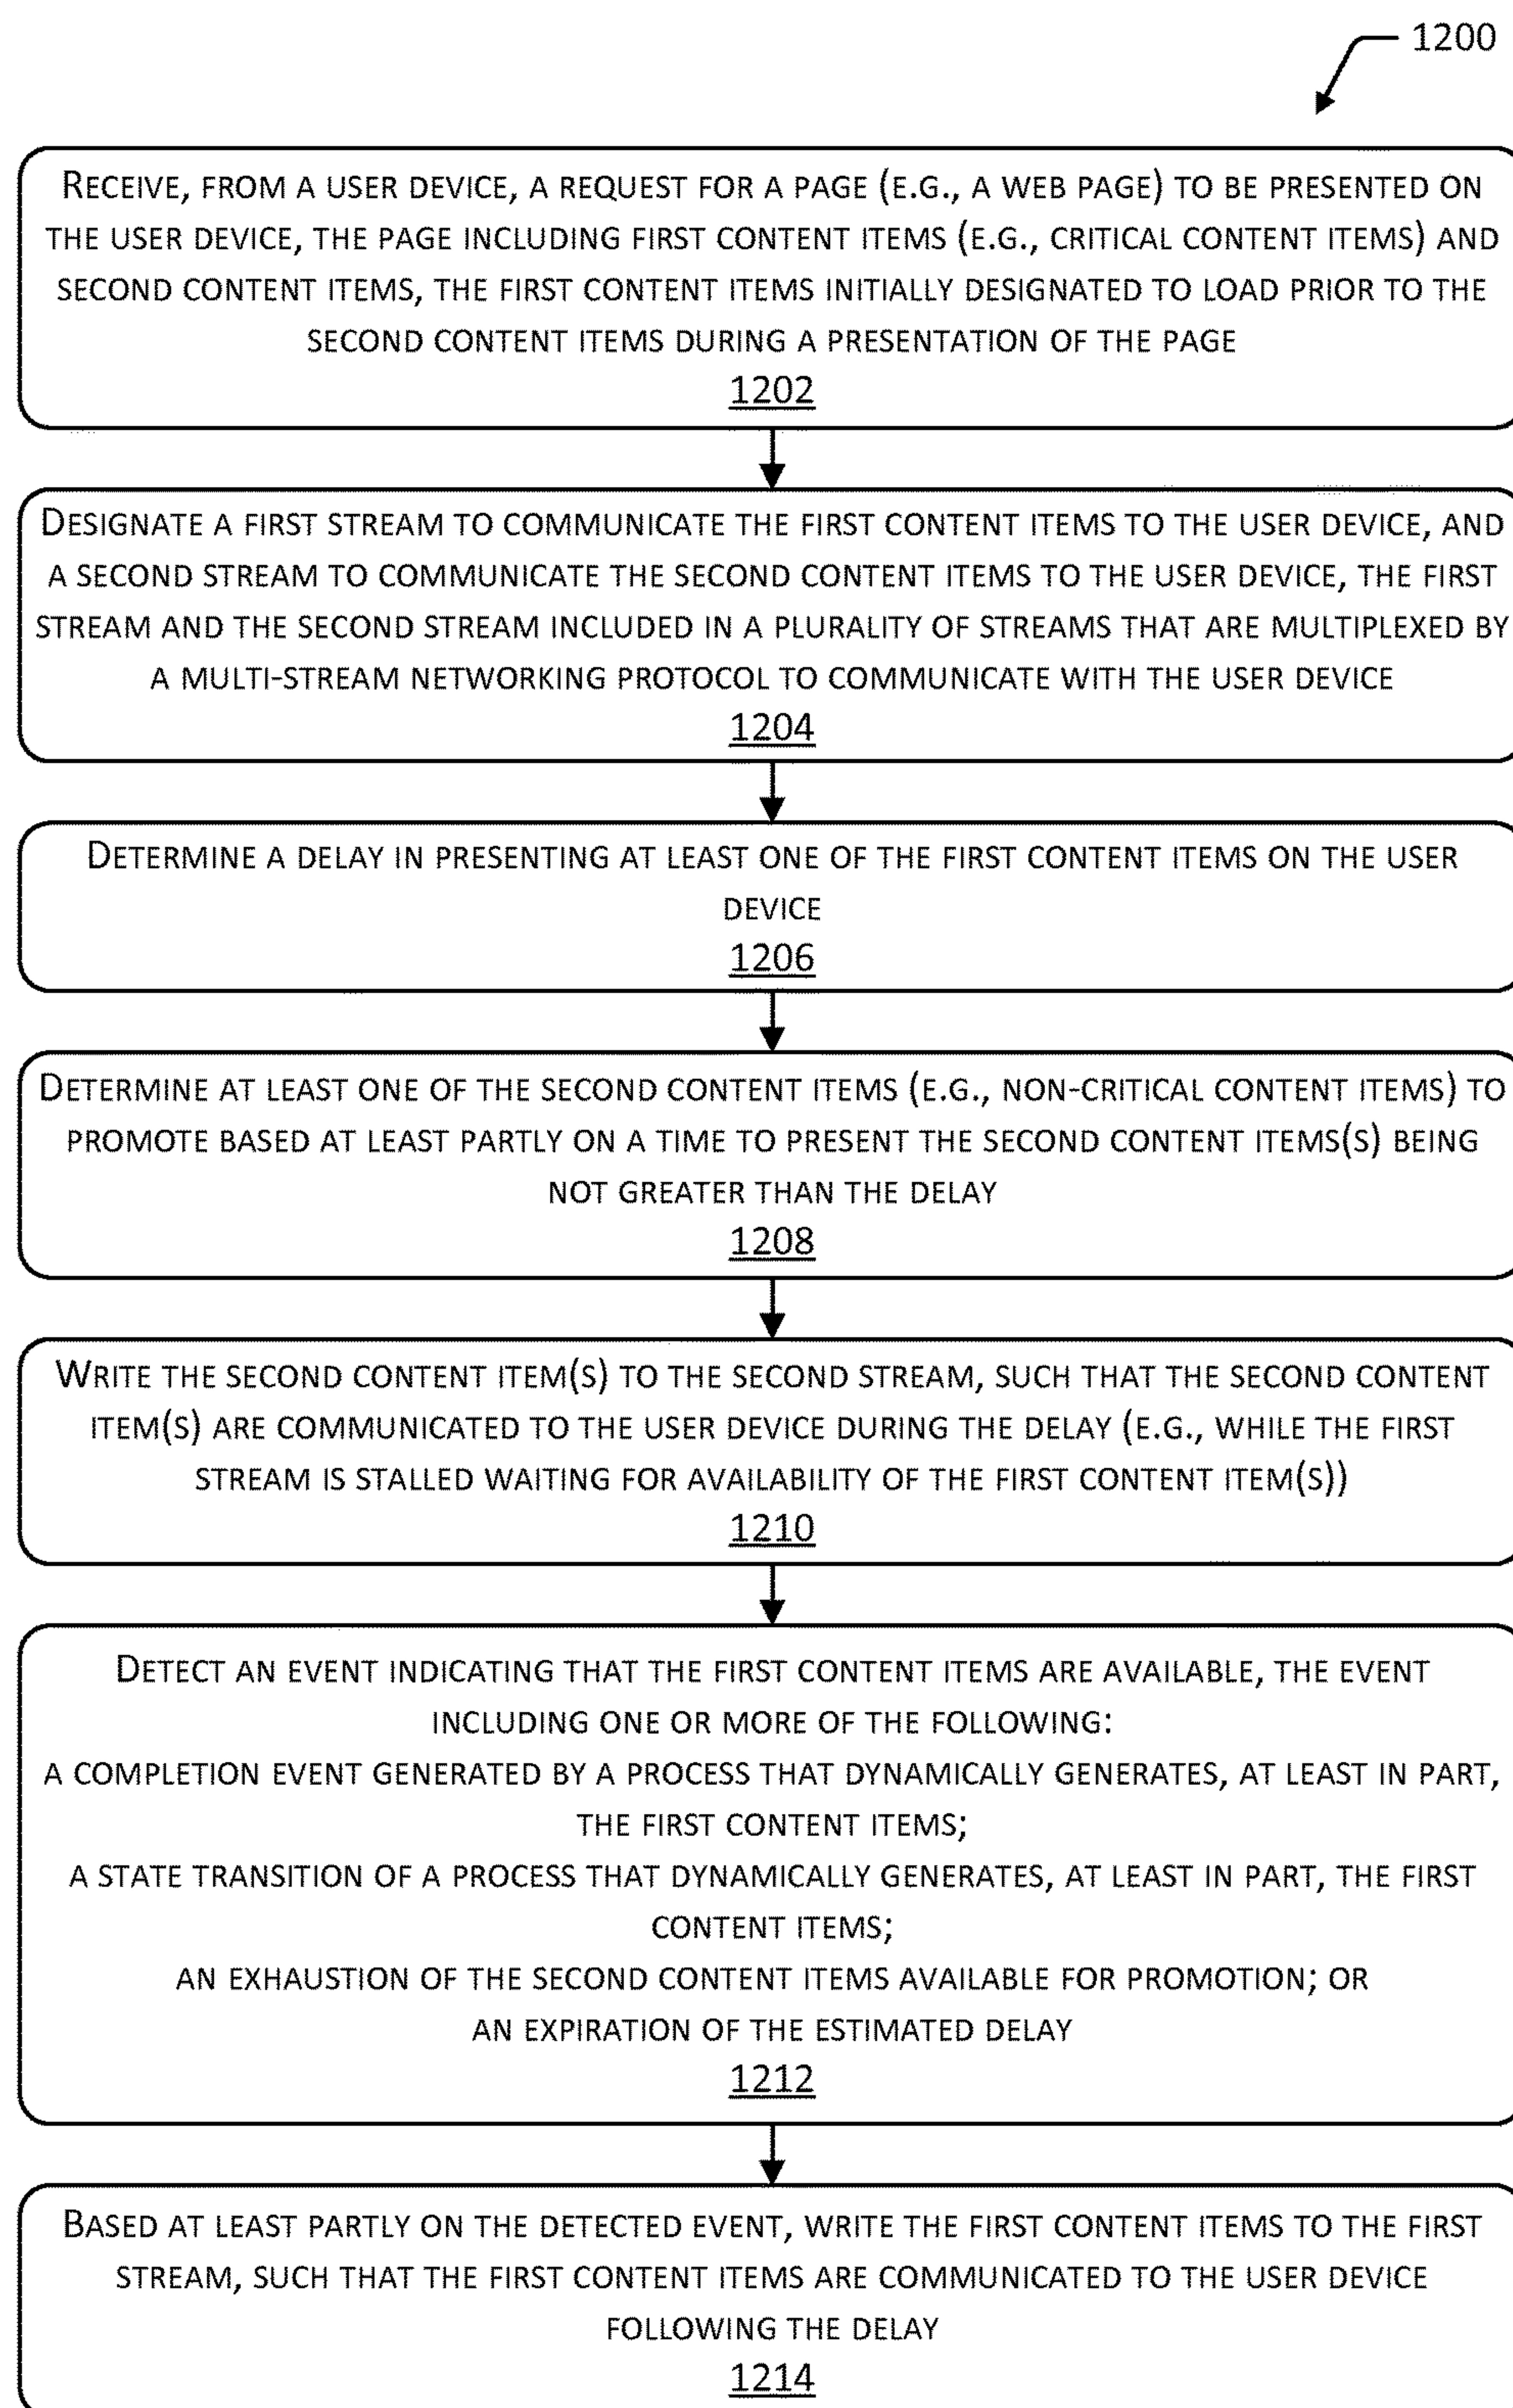 1200
RECEIVE, FROM A USER DEVICE, A REQUEST FOR A PAGE (E.G., A WEB PAGE) TO BE PRESENTED ON
THE USER DEVICE, THE PAGE INCLUDING FIRST CONTENT ITEMS (E.G., CRITICAL CONTENT ITEMS) AND
SECOND CONTENT ITEMS, THE FIRST CONTENT ITEMS INITIALLY DESIGNATED TO LOAD PRIOR TO THE
SECOND CONTENT ITEMS DURING A PRESENTATION OF THE PAGE
1202
DESIGNATE A FIRST STREAM TO COMMUNICATE THE FIRST CONTENT ITEMS TO THE USER DEVICE, AND
A SECOND STREAM TO COMMUNICATE THE SECOND CONTENT ITEMS TO THE USER DEVICE, THE FIRST
STREAM AND THE SECOND STREAM INCLUDED IN A PLURALITY OF STREAMS THAT ARE MULTIPLEXED BY
A MULTI-STREAM NETWORKING PROTOCOL TO COMMUNICATE WITH THE USER DEVICE
1204
DETERMINE A DELAY IN PRESENTING AT LEAST ONE OF THE FIRST CONTENT ITEMS ON THE USER
DEVICE
1206
DETERMINE AT LEAST ONE OF THE SECOND CONTENT ITEMS (E.G., NON-CRITICAL CONTENT ITEMS) TO
PROMOTE BASED AT LEAST PARTLY ON A TIME TO PRESENT THE SECOND CONTENT ITEMS(S) BEING
NOT GREATER THAN THE DELAY
1208
WRITE THE SECOND CONTENT ITEM(S) TO THE SECOND STREAM, SUCH THAT THE SECOND CONTENT
ITEM(S) ARE COMMUNICATED TO THE USER DEVICE DURING THE DELAY (E.G., WHILE THE FIRST
STREAM IS STALLED WAITING FOR AVAILABILITY OF THE FIRST CONTENT ITEM(S))
1210
DETECT AN EVENT INDICATING THAT THE FIRST CONTENT ITEMS ARE AVAILABLE, THE EVENT
INCLUDING ONE OR MORE OF THE FOLLOWING:
A COMPLETION EVENT GENERATED BY A PROCESS THAT DYNAMICALLY GENERATES, AT LEAST IN PART,
THE FIRST CONTENT ITEMS;
A STATE TRANSITION OF A PROCESS THAT DYNAMICALLY GENERATES, AT LEAST IN PART, THE FIRST
CONTENT ITEMS;
AN EXHAUSTION OF THE SECOND CONTENT ITEMS AVAILABLE FOR PROMOTION; OR
AN EXPIRATION OF THE ESTIMATED DELAY
1212
BASED AT LEAST PARTLY ON THE DETECTED EVENT, WRITE THE FIRST CONTENT ITEMS TO THE FIRST
STREAM, SUCH THAT THE FIRST CONTENT ITEMS ARE COMMUNICATED TO THE USER DEVICE
FOLLOWING THE DELAY
1214